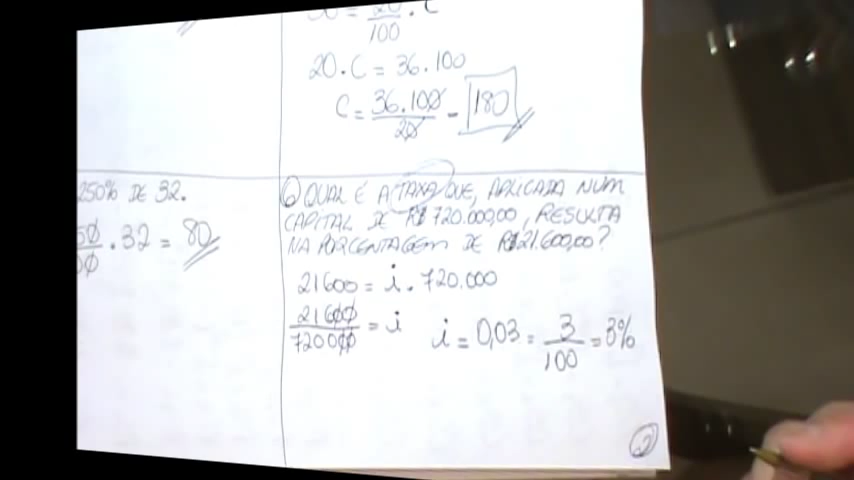 20
100
. C
20 . C = 36.100
C = 36.100 = 180
20
250% DE 32.
. 32 = 80
6) QUAL É A TAXA QUE, APLICADA NUM
CAPITAL DE R$ 720.000,00, RESULTA
NA PORCENTAGEM DE R$ 21.600,00?
21600 = i . 720.000
21600
720000
= i
i = 0,03 = 3 = 3%
100
2